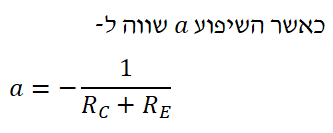 כאשר השיפוע a שווה ל-
a = - 1 / (R_C + R_E)